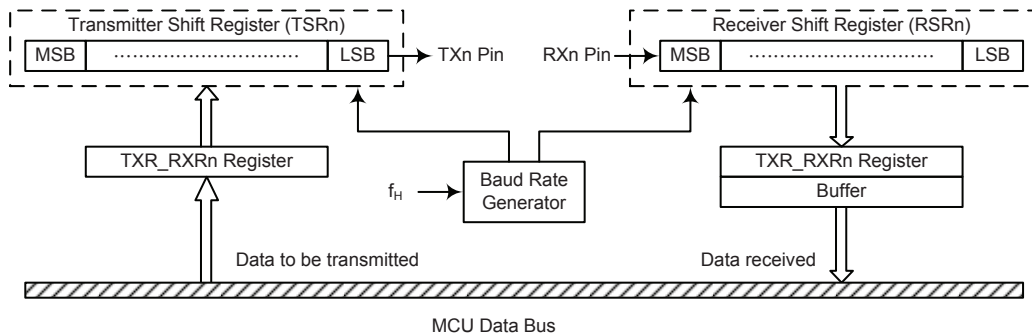 Transmitter Shift Register (TSRn)
MSB ………………………… LSB
TXn Pin
RXn Pin
Receiver Shift Register (RSRn)
MSB ………………………… LSB
TXR_RXRn Register
fH
Baud Rate
Generator
TXR_RXRn Register
Buffer
Data to be transmitted
Data received
MCU Data Bus